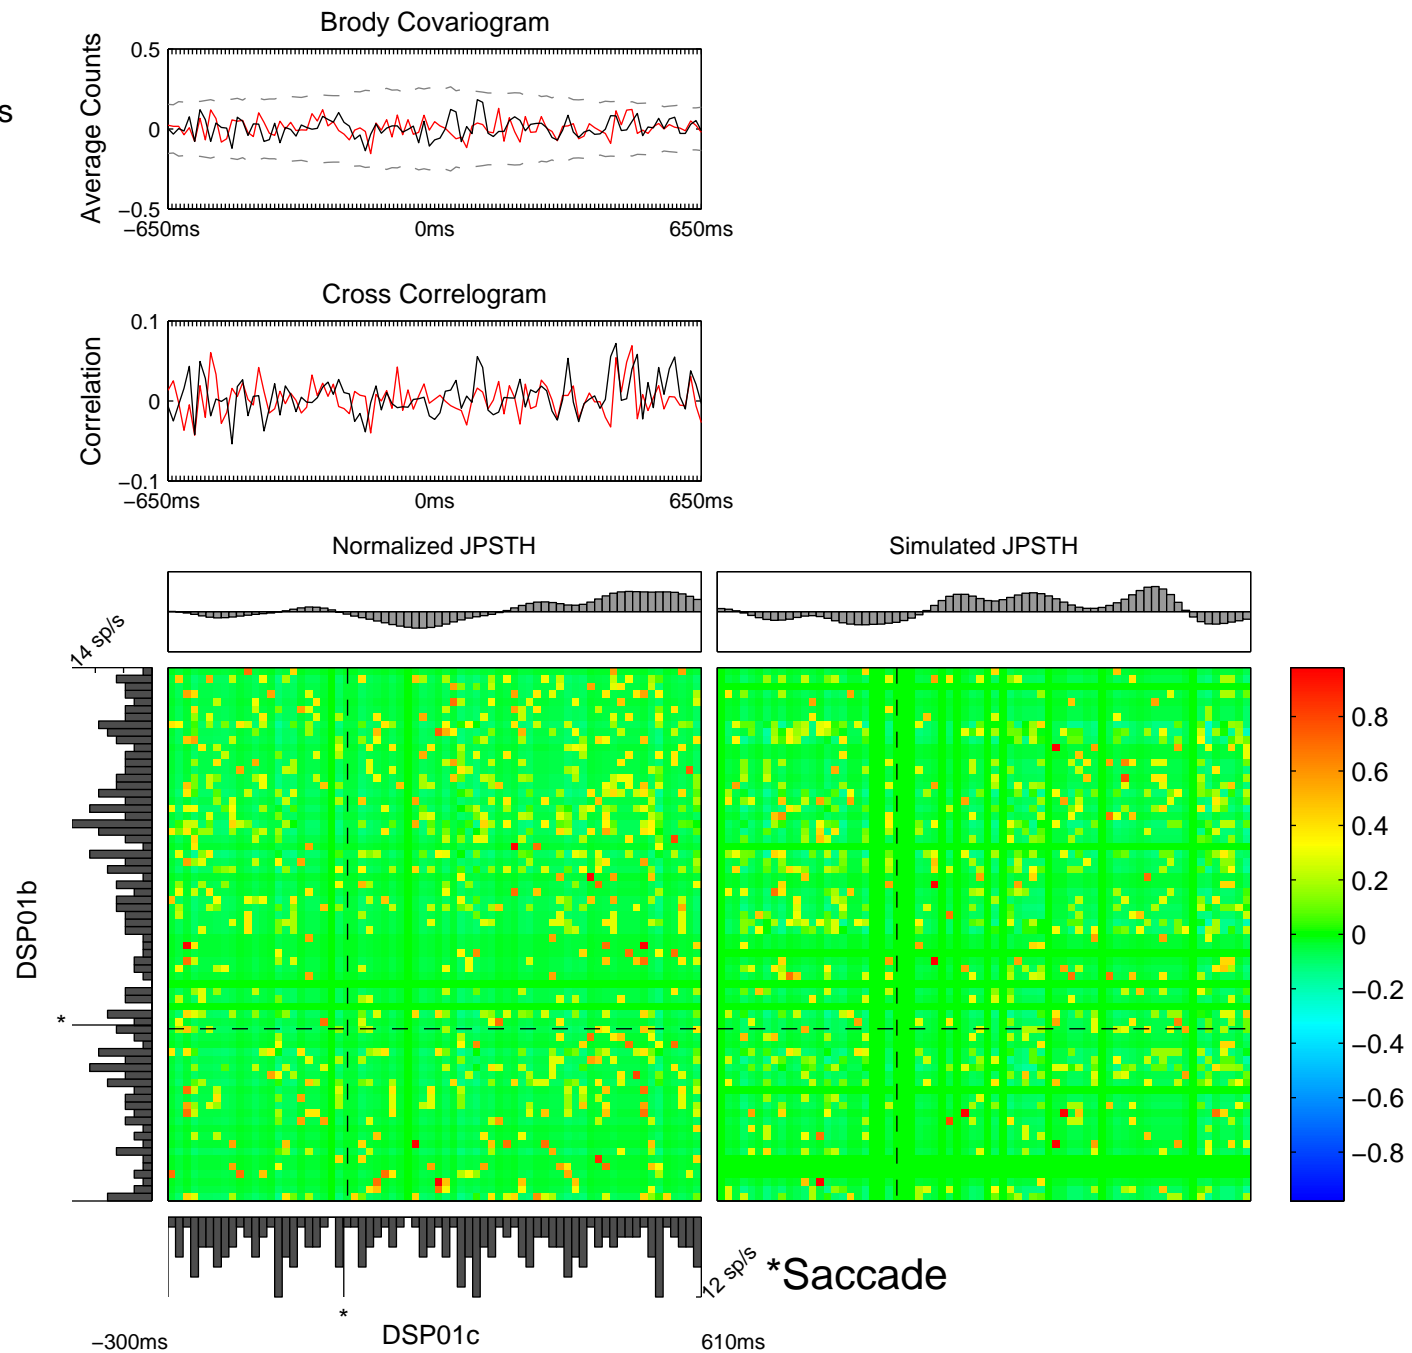 Brody Covariogram
s
Average Counts
0.5
0
−0.5
−650ms
0ms
650ms
Cross Correlogram
Correlation
0.1
0
−0.1
−650ms
0ms
650ms
Normalized JPSTH
Simulated JPSTH
14 sp/s
DSP01b
*
0.8
0.6
0.4
0.2
0
−0.2
−0.4
−0.6
−0.8
12 sp/s
*Saccade
*
DSP01c
−300ms
610ms